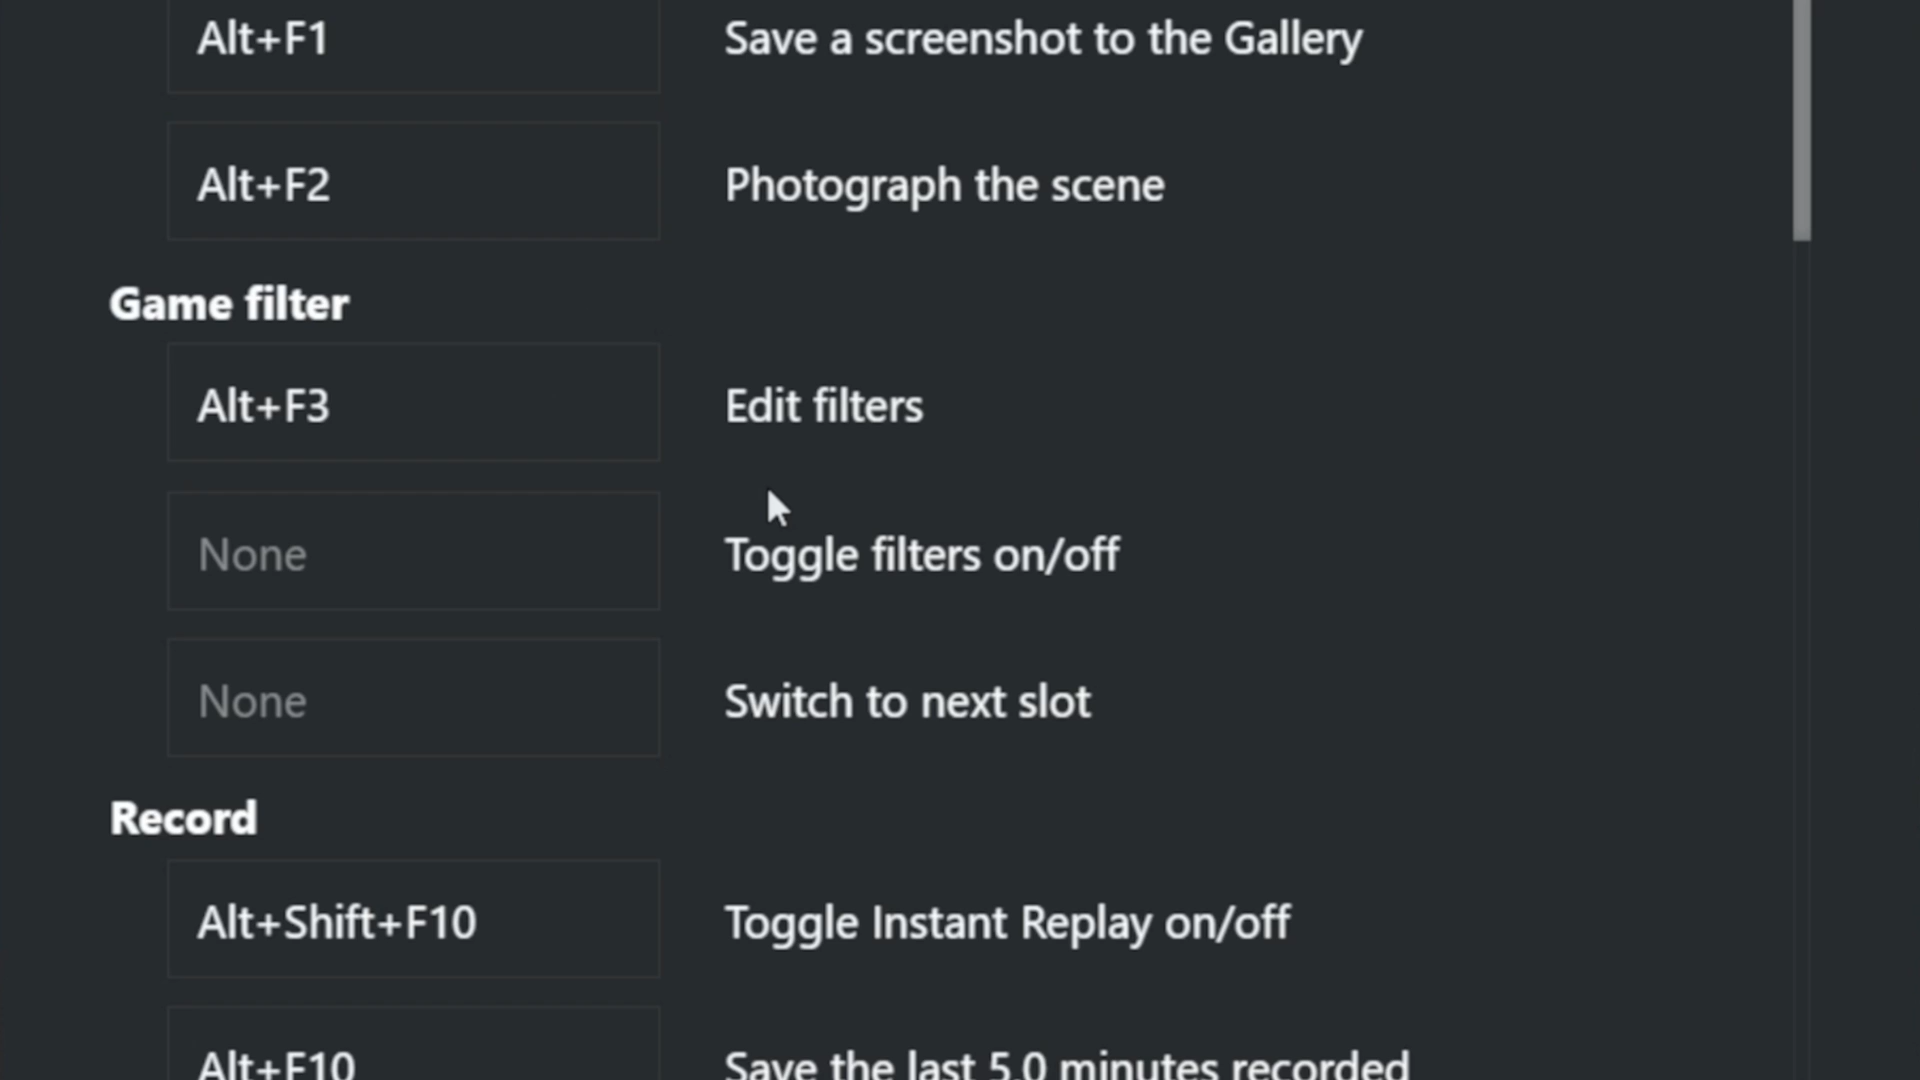 Alt+F1 Save a screenshot to the Gallery
Alt+F2 Photograph the scene
Game filter
Alt+F3 Edit filters
None Toggle filters on/off
None Switch to next slot
Record
Alt+Shift+F10 Toggle Instant Replay on/off
Alt+F10 Save the last 5.0 minutes recorded